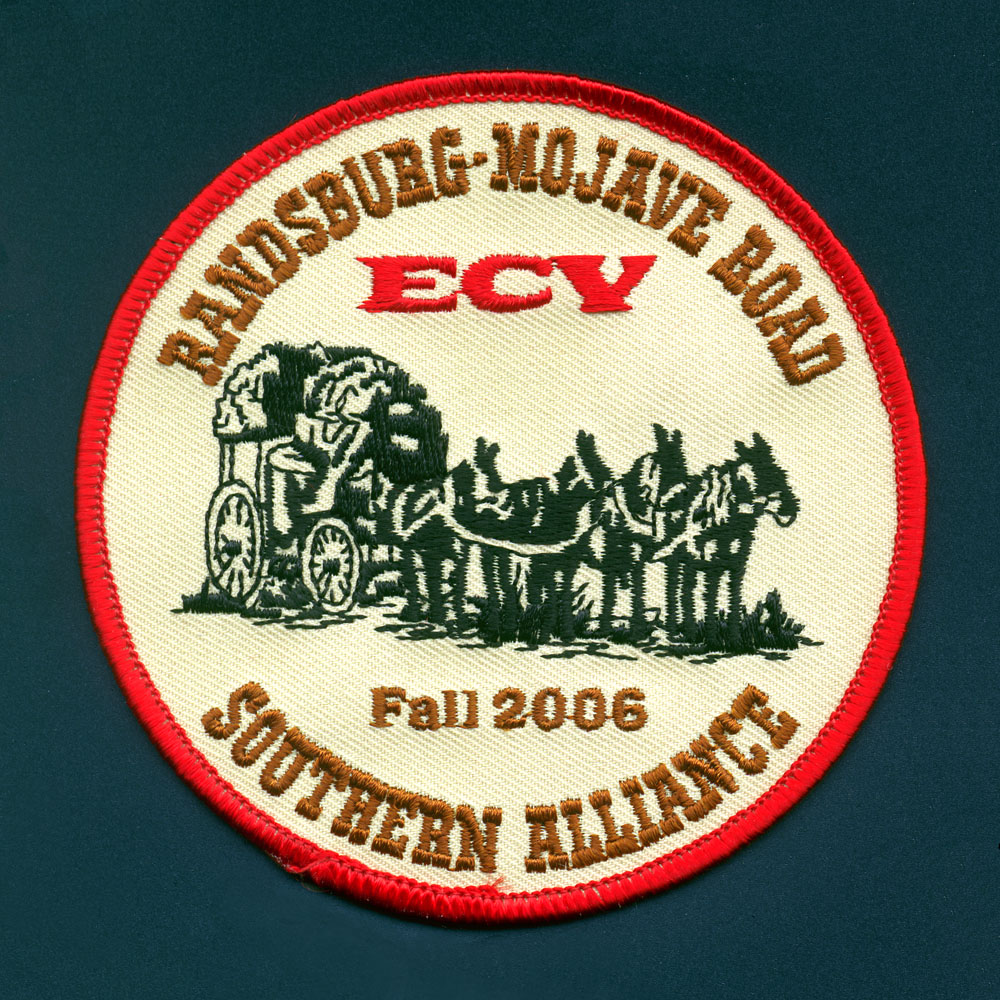 RANDSBURG-MOJAVE ROAD
ECV
Fall 2006
SOUTHERN ALLIANCE